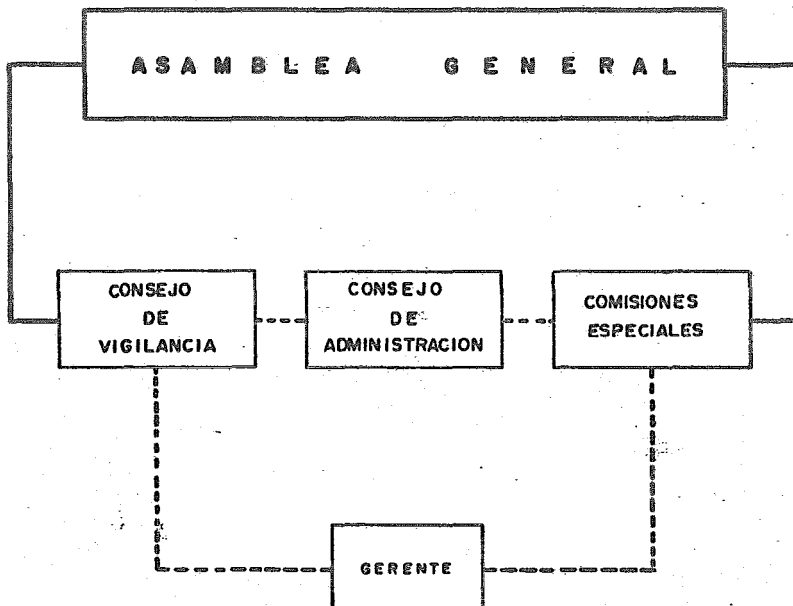 ASAMBLEA GENERAL
CONSEJO
DE
VIGILANCIA
CONSEJO
DE
ADMINISTRACION
COMISIONES
ESPECIALES
GERENTE